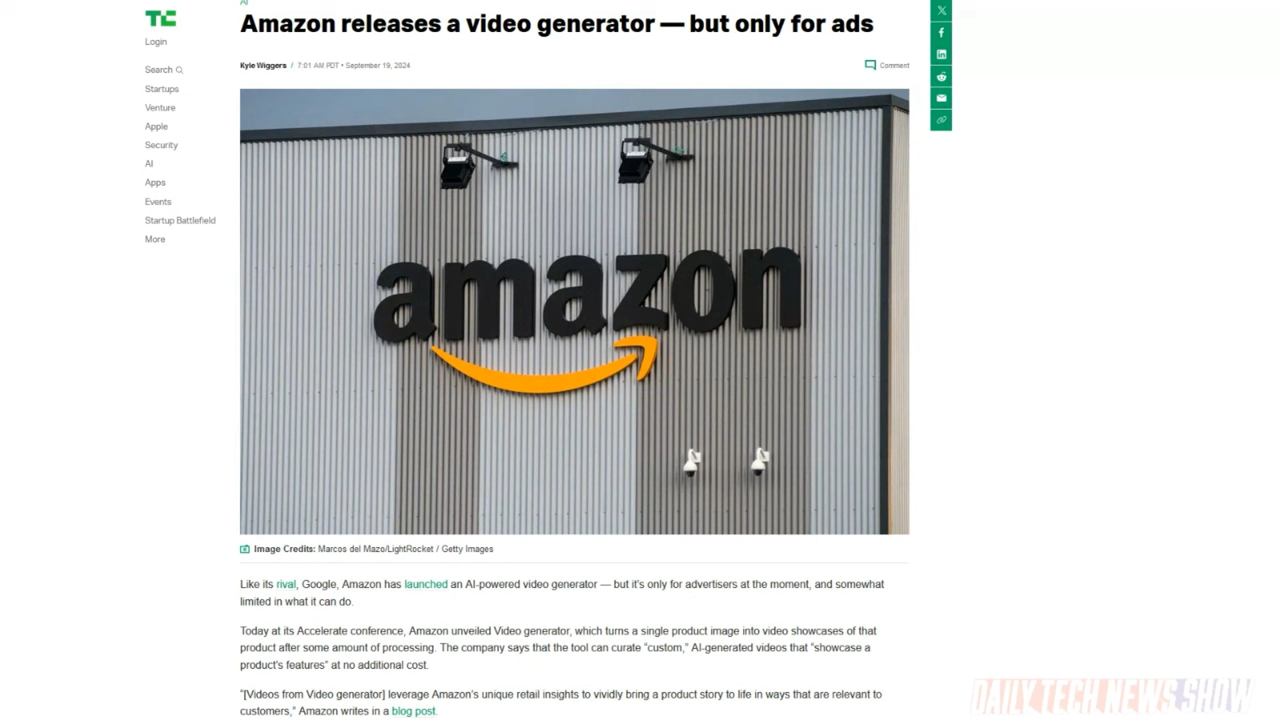 AI
Amazon releases a video generator — but only for ads
TC
Login
Search
Startups
Venture
Apple
Security
AI
Apps
Events
Startup Battlefield
More
Kyle Wiggers / 7:01 AM PDT • September 19, 2024
Comment
amazon
Image Credits: Marcos del Mazo/LightRocket / Getty Images
Like its rival, Google, Amazon has launched an AI-powered video generator — but it's only for advertisers at the moment, and somewhat
limited in what it can do.
Today at its Accelerate conference, Amazon unveiled Video generator, which turns a single product image into video showcases of that
product after some amount of processing. The company says that the tool can curate "custom," AI-generated videos that "showcase a
product's features" at no additional cost.
"[Videos from Video generator] leverage Amazon's unique retail insights to vividly bring a product story to life in ways that are relevant to
customers," Amazon writes in a blog post.
DAILY TECH NEWS SHOW